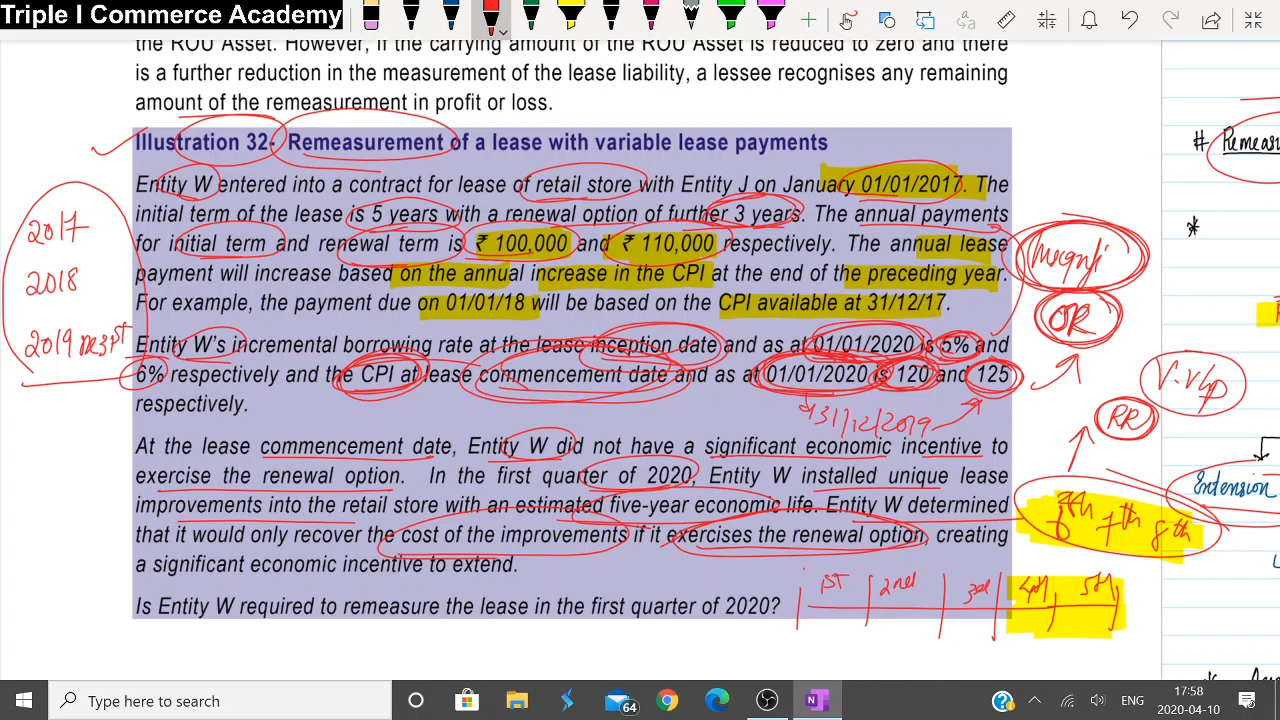 Triple I Commerce Academy
the ROU Asset. However, if the carrying amount of the ROU Asset is reduced to zero and there
is a further reduction in the measurement of the lease liability, a lessee recognises any remaining
amount of the remeasurement in profit or loss.
Illustration 32- Remeasurement of a lease with variable lease payments
# Remeasu
Entity W entered into a contract for lease of retail store with Entity J on January 01/01/2017. The
initial term of the lease is 5 years with a renewal option of further 3 years. The annual payments
for initial term and renewal term is ₹ 100,000 and ₹ 110,000 respectively. The annual lease
payment will increase based on the annual increase in the CPI at the end of the preceding year.
For example, the payment due on 01/01/18 will be based on the CPI available at 31/12/17.
2017
2018
2019
*
OR
Entity W's incremental borrowing rate at the lease inception date and as at 01/01/2020 is 5% and
6% respectively and the CPI at lease commencement date and as at 01/01/2020 is 120 and 125
respectively.
31/12/2019
V.V.Imp
RR
At the lease commencement date, Entity W did not have a significant economic incentive to
exercise the renewal option. In the first quarter of 2020, Entity W installed unique lease
improvements into the retail store with an estimated five-year economic life. Entity W determined
that it would only recover the cost of the improvements if it exercises the renewal option, creating
a significant economic incentive to extend.
Extension
6th 7th 8th
Is Entity W required to remeasure the lease in the first quarter of 2020?
1ST 2nd 3rd 4th 5th
Type here to search
64
ENG
17:58
2020-04-10